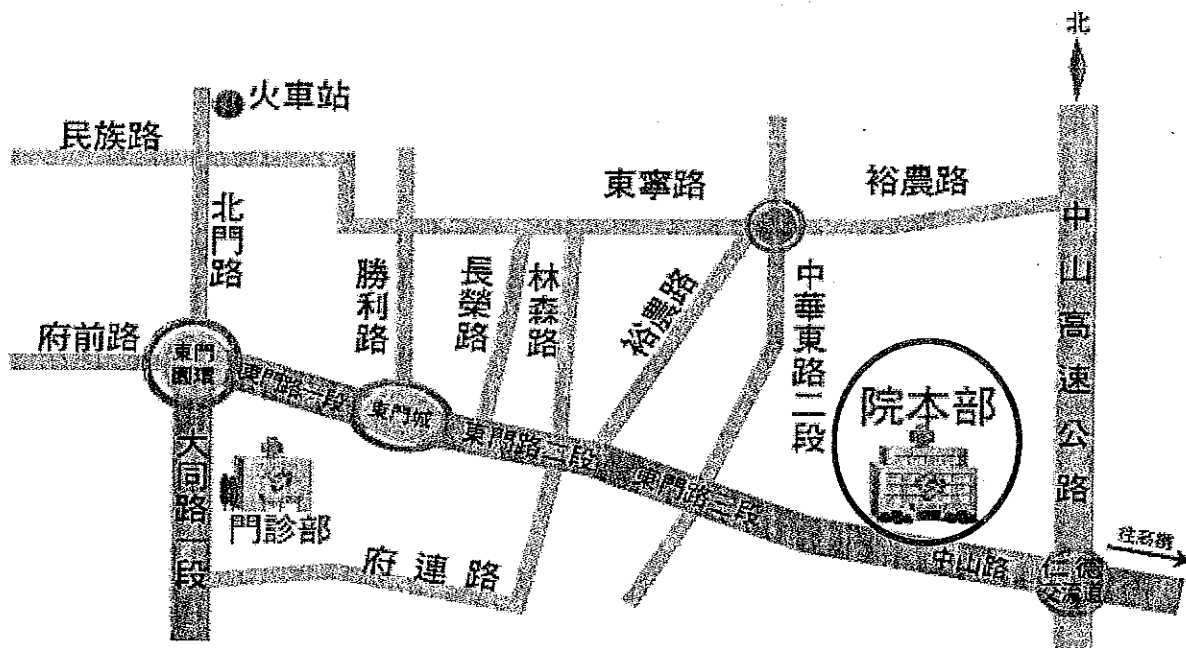 北
火車站
民族路
東寧路
裕農路
北門路
勝利路
長榮路
林森路
裕農路
中華東路二段
中山高速公路
府前路
東門
圓環
東門路一段
東門城
東門路二段
東門路三段
院本部
大同路一段
門診部
府連路
中山路
仁德
交流道